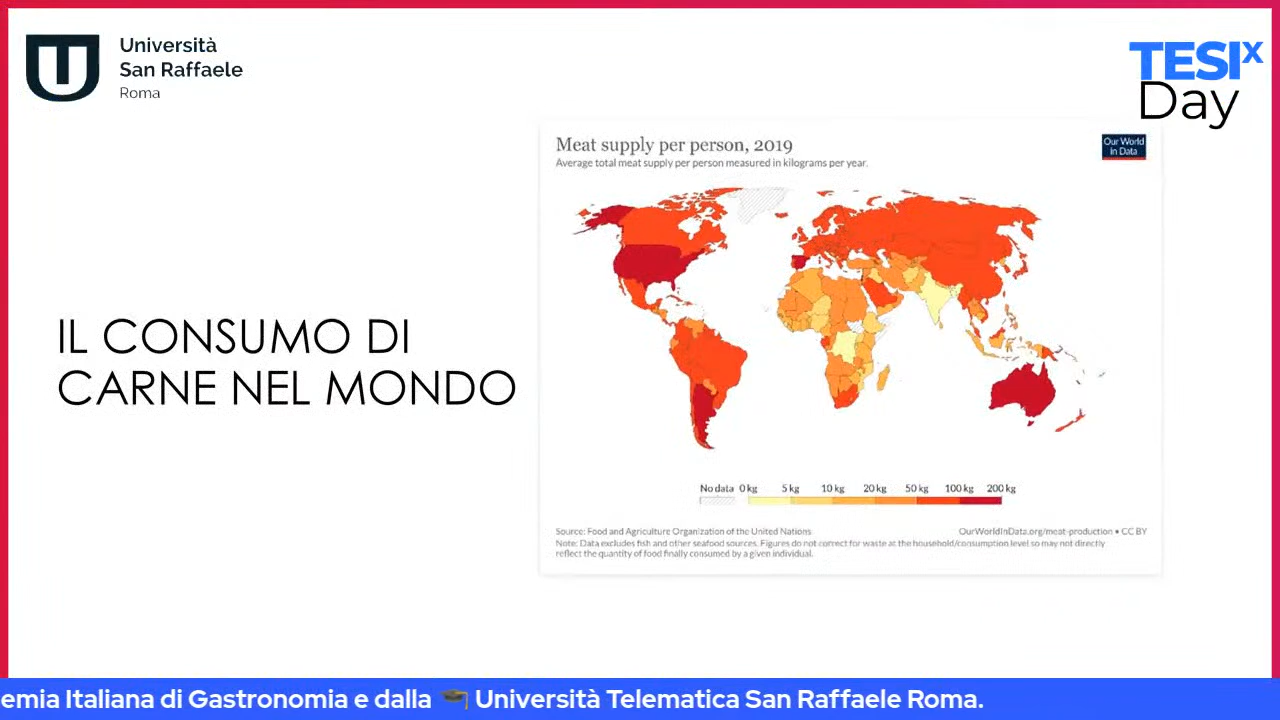 Università
San Raffaele
Roma
TESIx
Day
IL CONSUMO DI
CARNE NEL MONDO
Meat supply per person, 2019
Average total meat supply per person measured in kilograms per year.
Our World
in Data
No data 0 kg 5 kg 10 kg 20 kg 50 kg 100 kg 200 kg
Source: Food and Agriculture Organization of the United Nations
OurWorldInData.org/meat-production • CC BY
Note: Data excludes fish and other seafood sources. Figures do not correct for waste at the household/consumption level so may not directly
reflect the quantity of food finally consumed by a given individual.
emia Italiana di Gastronomia e dalla 🎓 Università Telematica San Raffaele Roma.